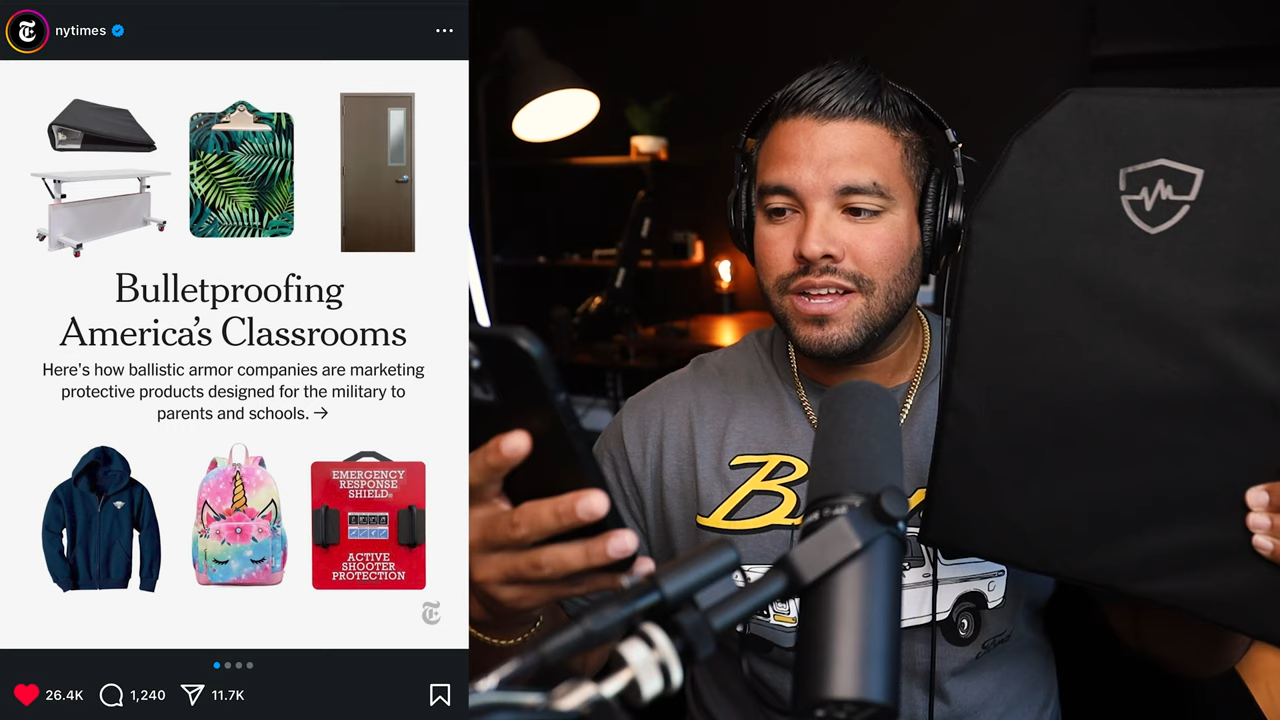 nytimes
Bulletproofing
America's Classrooms
Here's how ballistic armor companies are marketing
protective products designed for the military to
parents and schools. →
EMERGENCY
RESPONSE
SHIELD®
ACTIVE
SHOOTER
PROTECTION
26.4K
1,240
11.7K